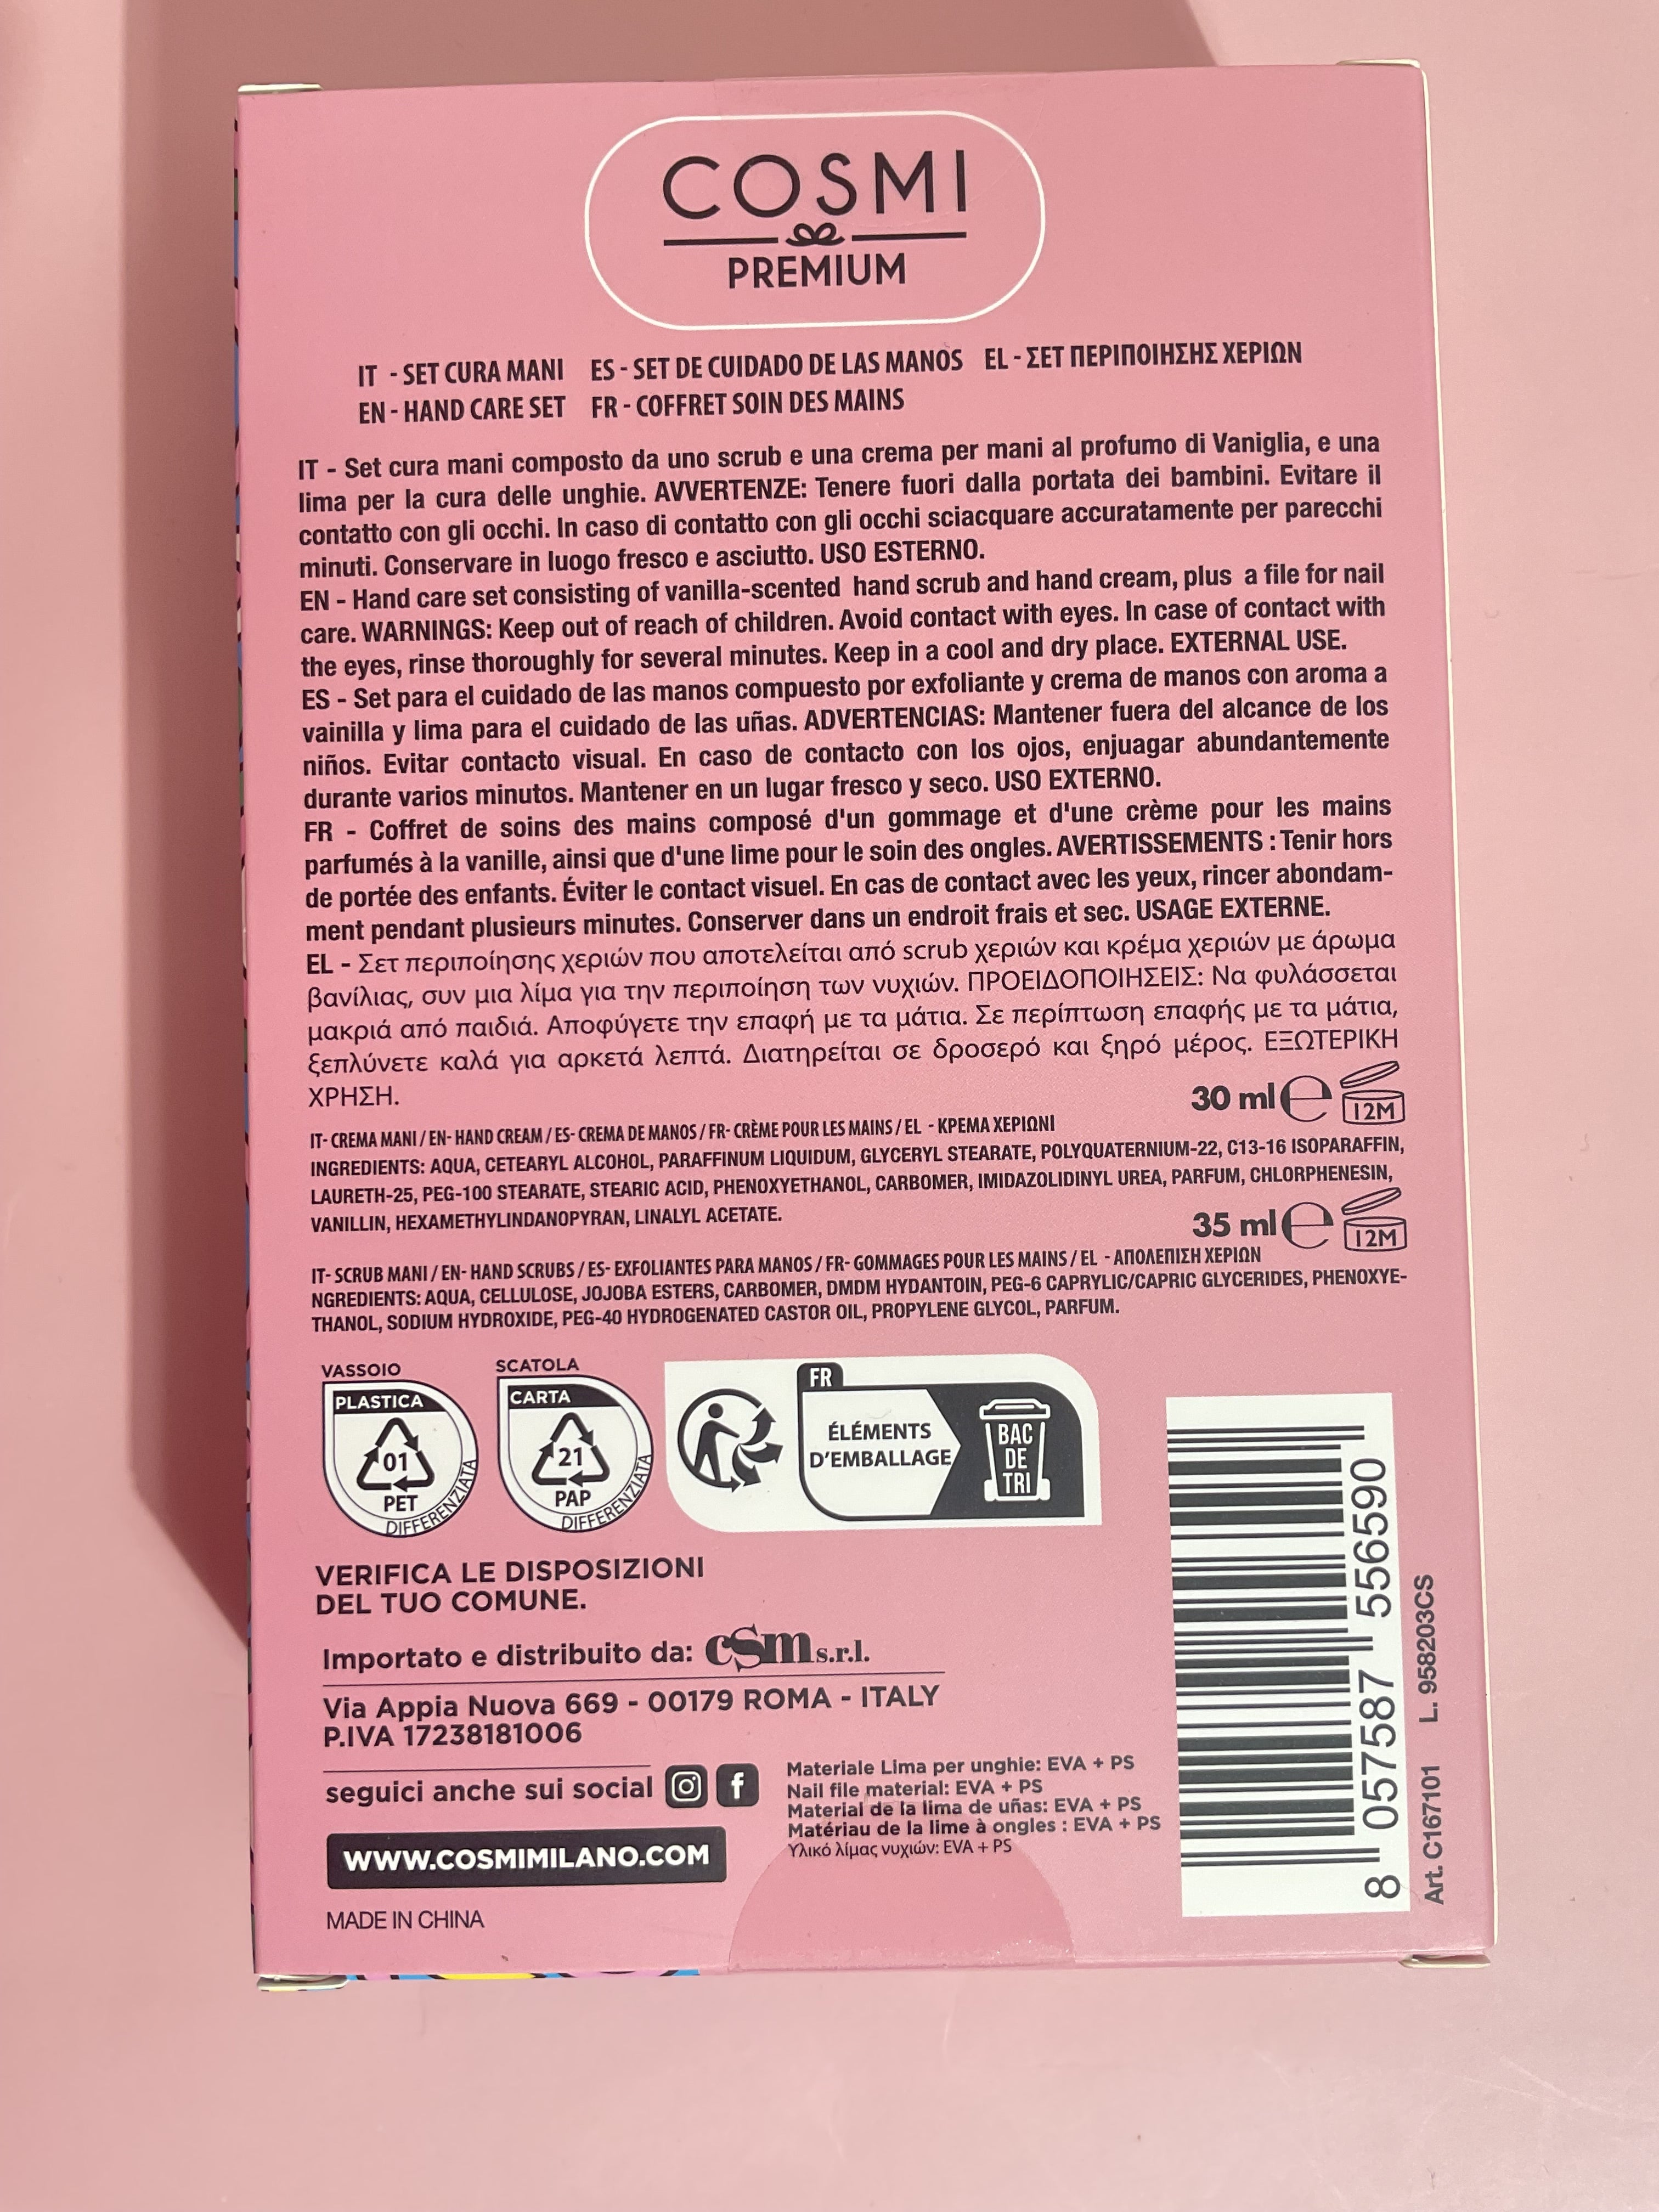 COSMI
PREMIUM
IT - SET CURA MANI ES - SET DE CUIDADO DE LAS MANOS EL - ΣΕΤ ΠΕΡΙΠΟΙΗΣΗΣ ΧΕΡΙΩΝ
EN - HAND CARE SET FR - COFFRET SOIN DES MAINS
IT - Set cura mani composto da uno scrub e una crema per mani al profumo di Vaniglia, e una
lima per la cura delle unghie. AVVERTENZE: Tenere fuori dalla portata dei bambini. Evitare il
contatto con gli occhi. In caso di contatto con gli occhi sciacquare accuratamente per parecchi
minuti. Conservare in luogo fresco e asciutto. USO ESTERNO.
EN - Hand care set consisting of vanilla-scented hand scrub and hand cream, plus a file for nail
care. WARNINGS: Keep out of reach of children. Avoid contact with eyes. In case of contact with
the eyes, rinse thoroughly for several minutes. Keep in a cool and dry place. EXTERNAL USE.
ES - Set para el cuidado de las manos compuesto por exfoliante y crema de manos con aroma a
vainilla y lima para el cuidado de las uñas. ADVERTENCIAS: Mantener fuera del alcance de los
niños. Evitar contacto visual. En caso de contacto con los ojos, enjuagar abundantemente
durante varios minutos. Mantener en un lugar fresco y seco. USO EXTERNO.
FR - Coffret de soins des mains composé d'un gommage et d'une crème pour les mains
parfumés à la vanille, ainsi que d'une lime pour le soin des ongles. AVERTISSEMENTS : Tenir hors
de portée des enfants. Éviter le contact visuel. En cas de contact avec les yeux, rincer abondam-
ment pendant plusieurs minutes. Conserver dans un endroit frais et sec. USAGE EXTERNE.
EL - Σετ περιποίησης χεριών που αποτελείται από scrub χεριών και κρέμα χεριών με άρωμα
βανίλιας, συν μια λίμα για την περιποίηση των νυχιών. ΠΡΟΕΙΔΟΠΟΙΗΣΕΙΣ: Να φυλάσσεται
μακριά από παιδιά. Αποφύγετε την επαφή με τα μάτια. Σε περίπτωση επαφής με τα μάτια,
ξεπλύνετε καλά για αρκετά λεπτά. Διατηρείται σε δροσερό και ξηρό μέρος. ΕΞΩΤΕΡΙΚΗ
ΧΡΗΣΗ.
30 ml e 12M
IT- CREMA MANI / EN- HAND CREAM / ES- CREMA DE MANOS / FR- CRÈME POUR LES MAINS / EL - ΚΡΕΜΑ ΧΕΡΙΩΝΙ
INGREDIENTS: AQUA, CETEARYL ALCOHOL, PARAFFINUM LIQUIDUM, GLYCERYL STEARATE, POLYQUATERNIUM-22, C13-16 ISOPARAFFIN,
LAURETH-25, PEG-100 STEARATE, STEARIC ACID, PHENOXYETHANOL, CARBOMER, IMIDAZOLIDINYL UREA, PARFUM, CHLORPHENESIN,
VANILLIN, HEXAMETHYLINDANOPYRAN, LINALYL ACETATE.
35 ml e 12M
IT- SCRUB MANI / EN- HAND SCRUBS / ES- EXFOLIANTES PARA MANOS / FR- GOMMAGES POUR LES MAINS / EL - ΑΠΟΛΕΠΙΣΗ ΧΕΡΙΩΝ
NGREDIENTS: AQUA, CELLULOSE, JOJOBA ESTERS, CARBOMER, DMDM HYDANTOIN, PEG-6 CAPRYLIC/CAPRIC GLYCERIDES, PHENOXYE-
THANOL, SODIUM HYDROXIDE, PEG-40 HYDROGENATED CASTOR OIL, PROPYLENE GLYCOL, PARFUM.
VASSOIO
PLASTICA
01
PET
DIFFERENZIATA
SCATOLA
CARTA
21
PAP
DIFFERENZIATA
FR
ÉLÉMENTS
D'EMBALLAGE
BAC
DE
TRI
VERIFICA LE DISPOSIZIONI
DEL TUO COMUNE.
Importato e distribuito da: csm s.r.l.
Via Appia Nuova 669 - 00179 ROMA - ITALY
P.IVA 17238181006
seguici anche sui social
WWW.COSMIMILANO.COM
MADE IN CHINA
Materiale Lima per unghie: EVA + PS
Nail file material: EVA + PS
Material de la lima de uñas: EVA + PS
Matériau de la lime à ongles : EVA + PS
Υλικό λίμας νυχιών: EVA + PS
8 057587 556590
Art. C167101 L. 958203CS